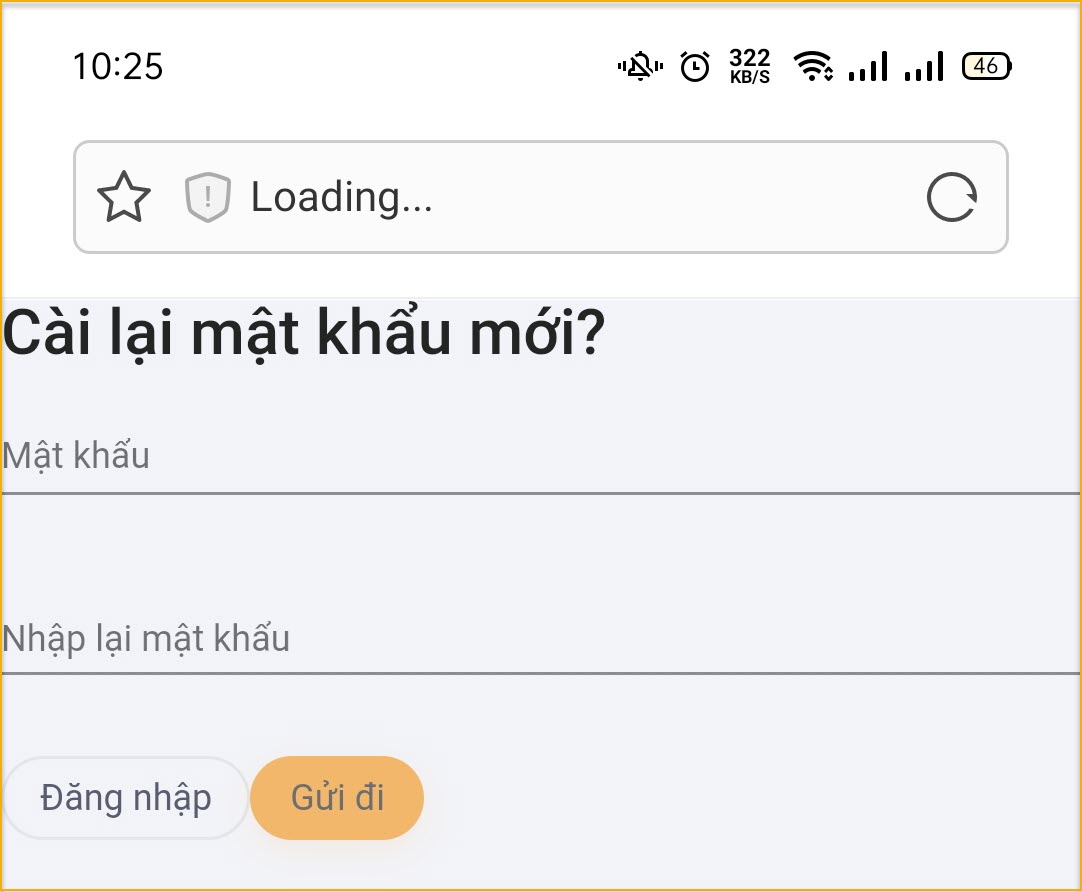 10:25
322
KB/S
46
Loading...
Cài lại mật khẩu mới?
Mật khẩu
Nhập lại mật khẩu
Đăng nhập
Gửi đi